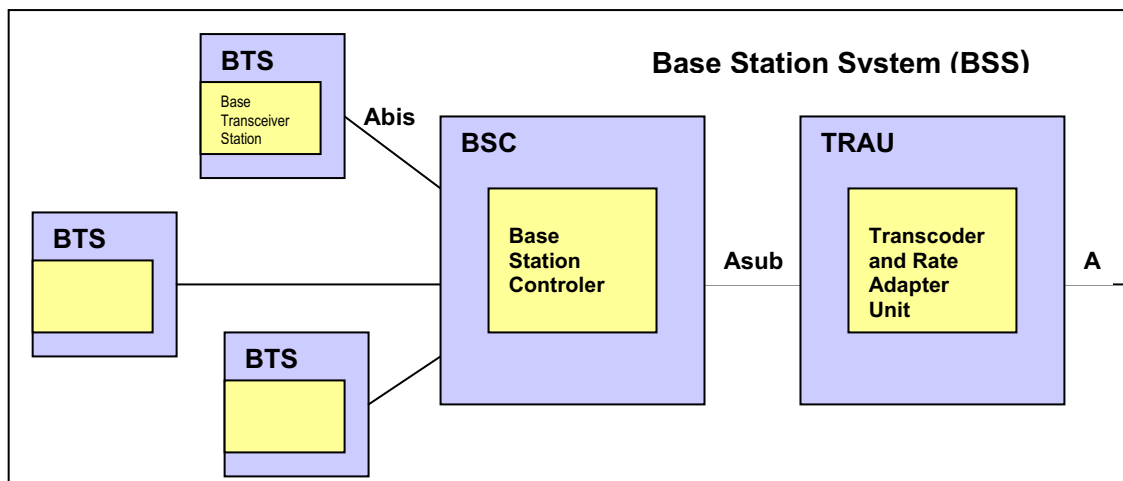 Base Station System (BSS)
BTS
Base
Transceiver
Station
Abis
BTS
BTS
BSC
Base
Station
Controler
Asub
TRAU
Transcoder
and Rate
Adapter
Unit
A